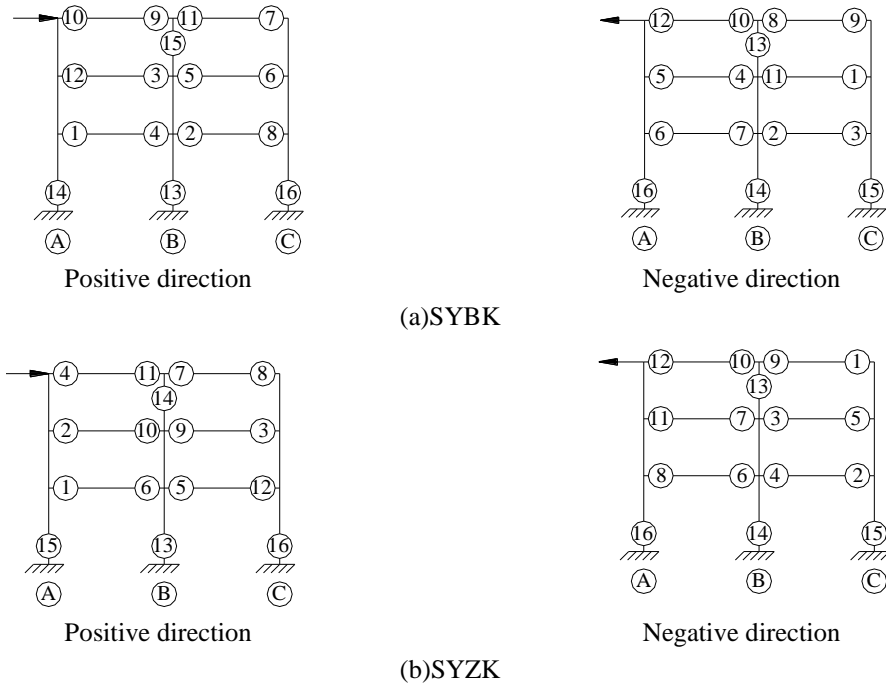 10 9 11 7 12 10 8 9
15 13
12 3 5 6 5 4 11 1
1 4 2 8 6 7 2 3
14 13 16 16 14 15
A B C A B C
Positive direction Negative direction
(a)SYBK
4 11 7 8 12 10 9 1
14 13
2 10 9 3 11 7 3 5
1 6 5 12 8 6 4 2
15 13 16 16 14 15
A B C A B C
Positive direction Negative direction
(b)SYZK